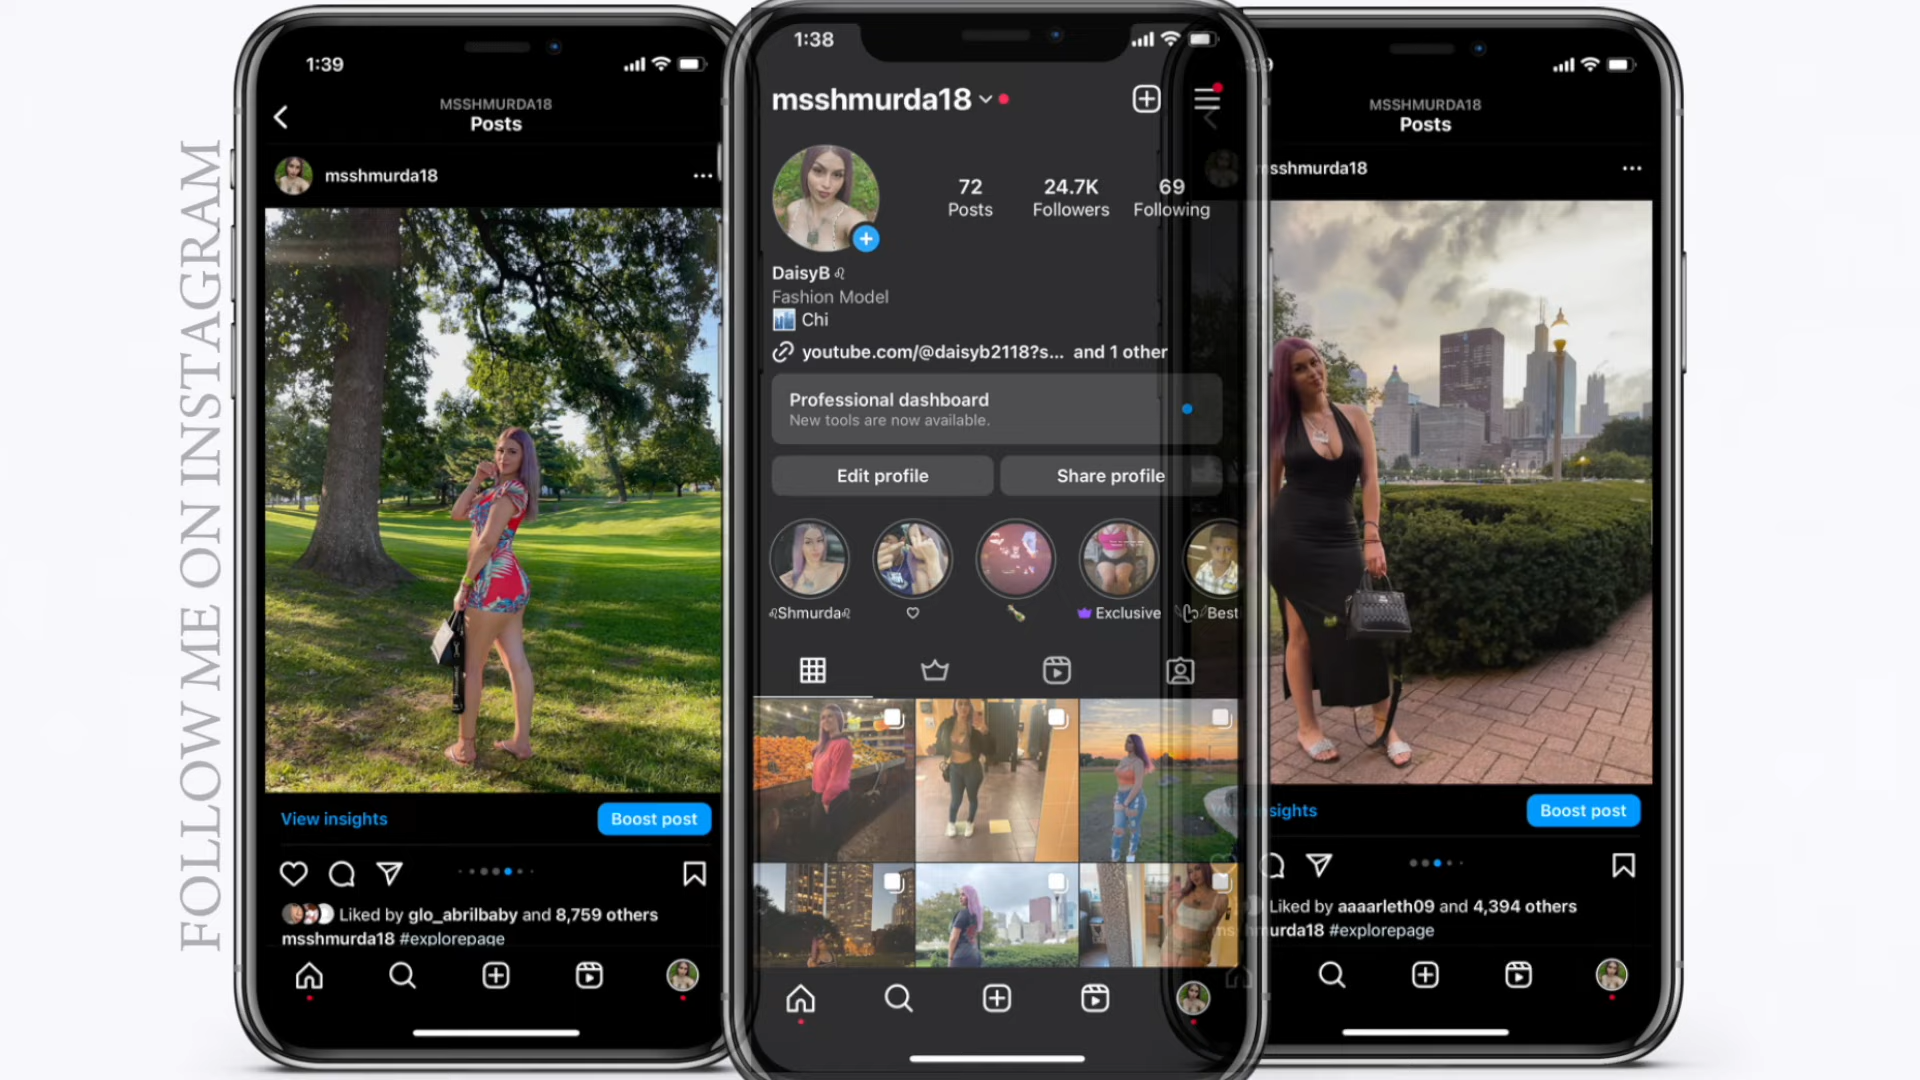 FOLLOW ME ON INSTAGRAM
1:39
MSSHMURDA18
Posts
msshmurda18
View insights
Boost post
Liked by glo_abrilbaby and 8,759 others
msshmurda18 #explorepage
1:38
msshmurda18
72
Posts
24.7K
Followers
69
Following
DaisyB ♌︎
Fashion Model
🏙️ Chi
youtube.com/@daisyb2118?s... and 1 other
Professional dashboard
New tools are now available.
Edit profile
Share profile
♌︎Shmurda♌︎
Exclusive
Best
MSSHMURDA18
Posts
msshmurda18
insights
Boost post
Liked by aaaarleth09 and 4,394 others
msshmurda18 #explorepage